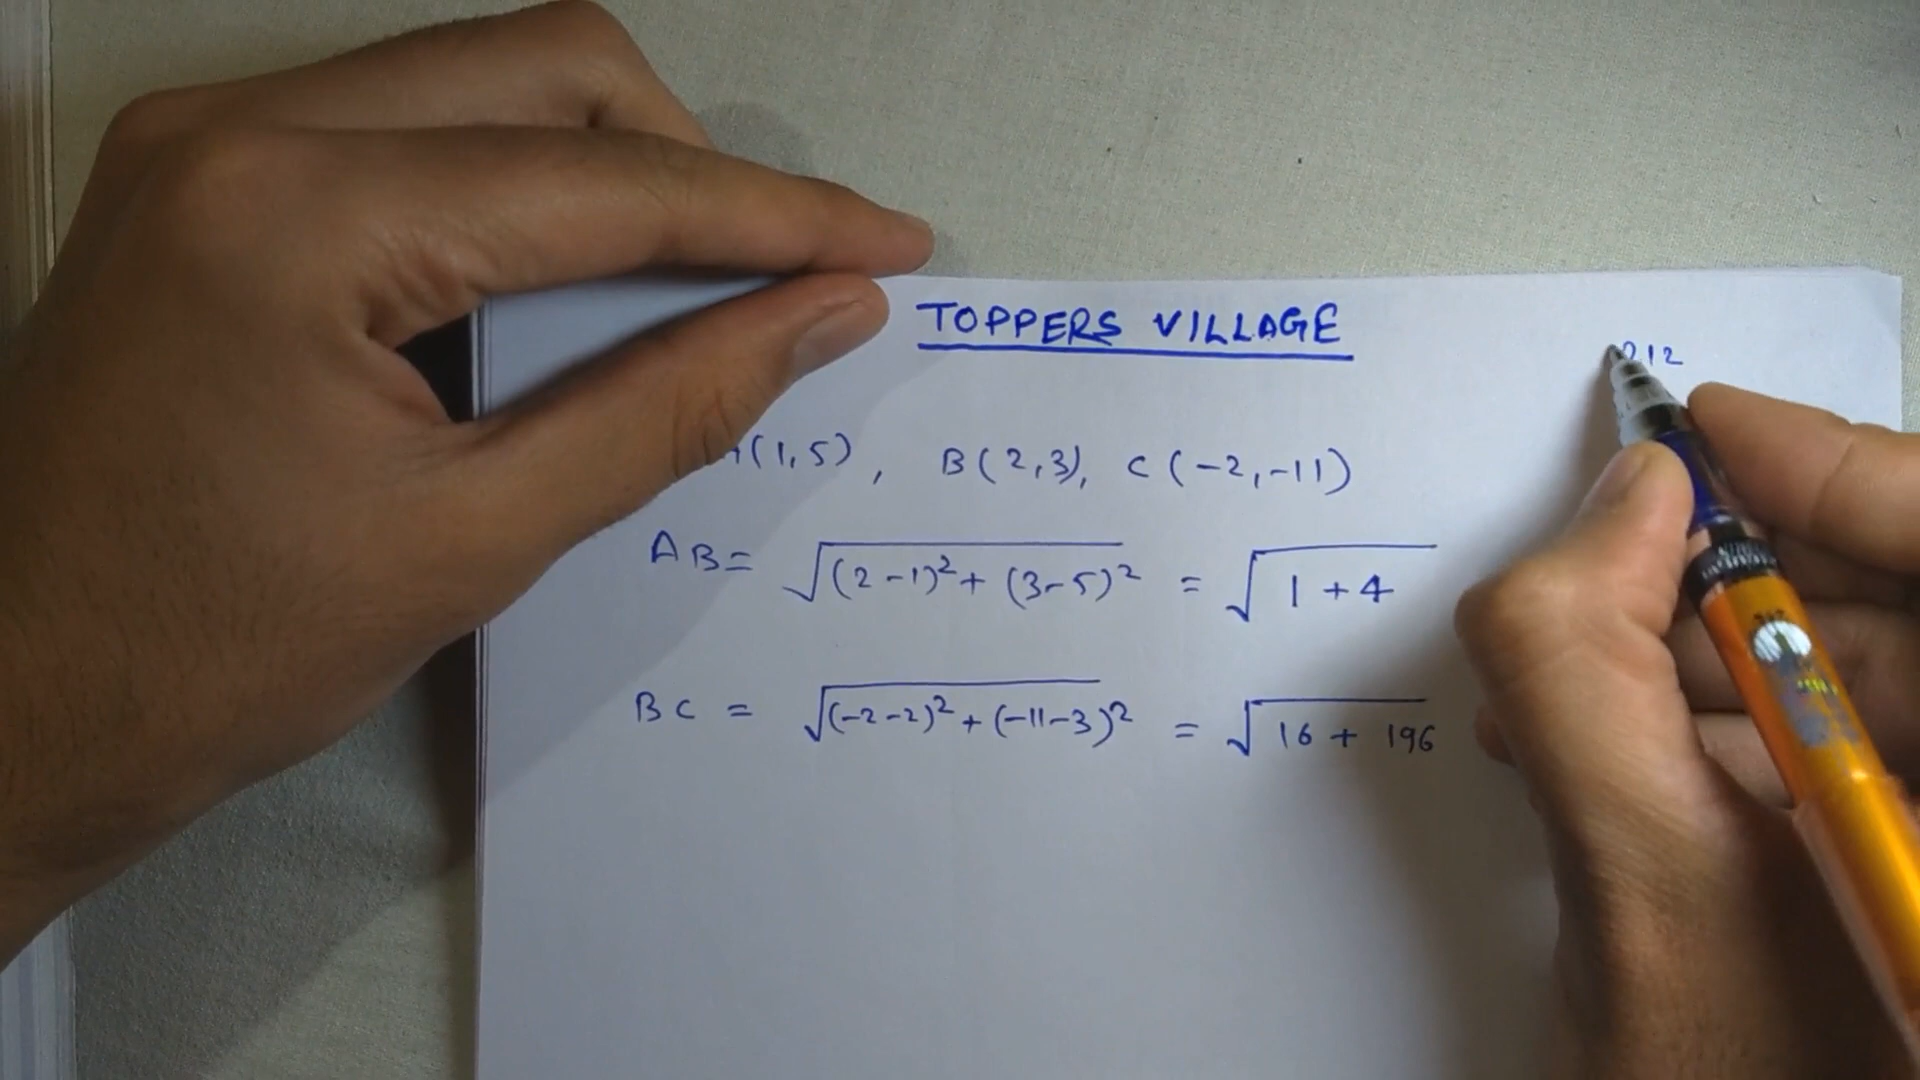 TOPPERS VILLAGE
212
(1,5), B(2,3), C(-2,-11)
AB = √(2-1)² + (3-5)² = √1+4
BC = √(-2-2)² + (-11-3)² = √16 + 196